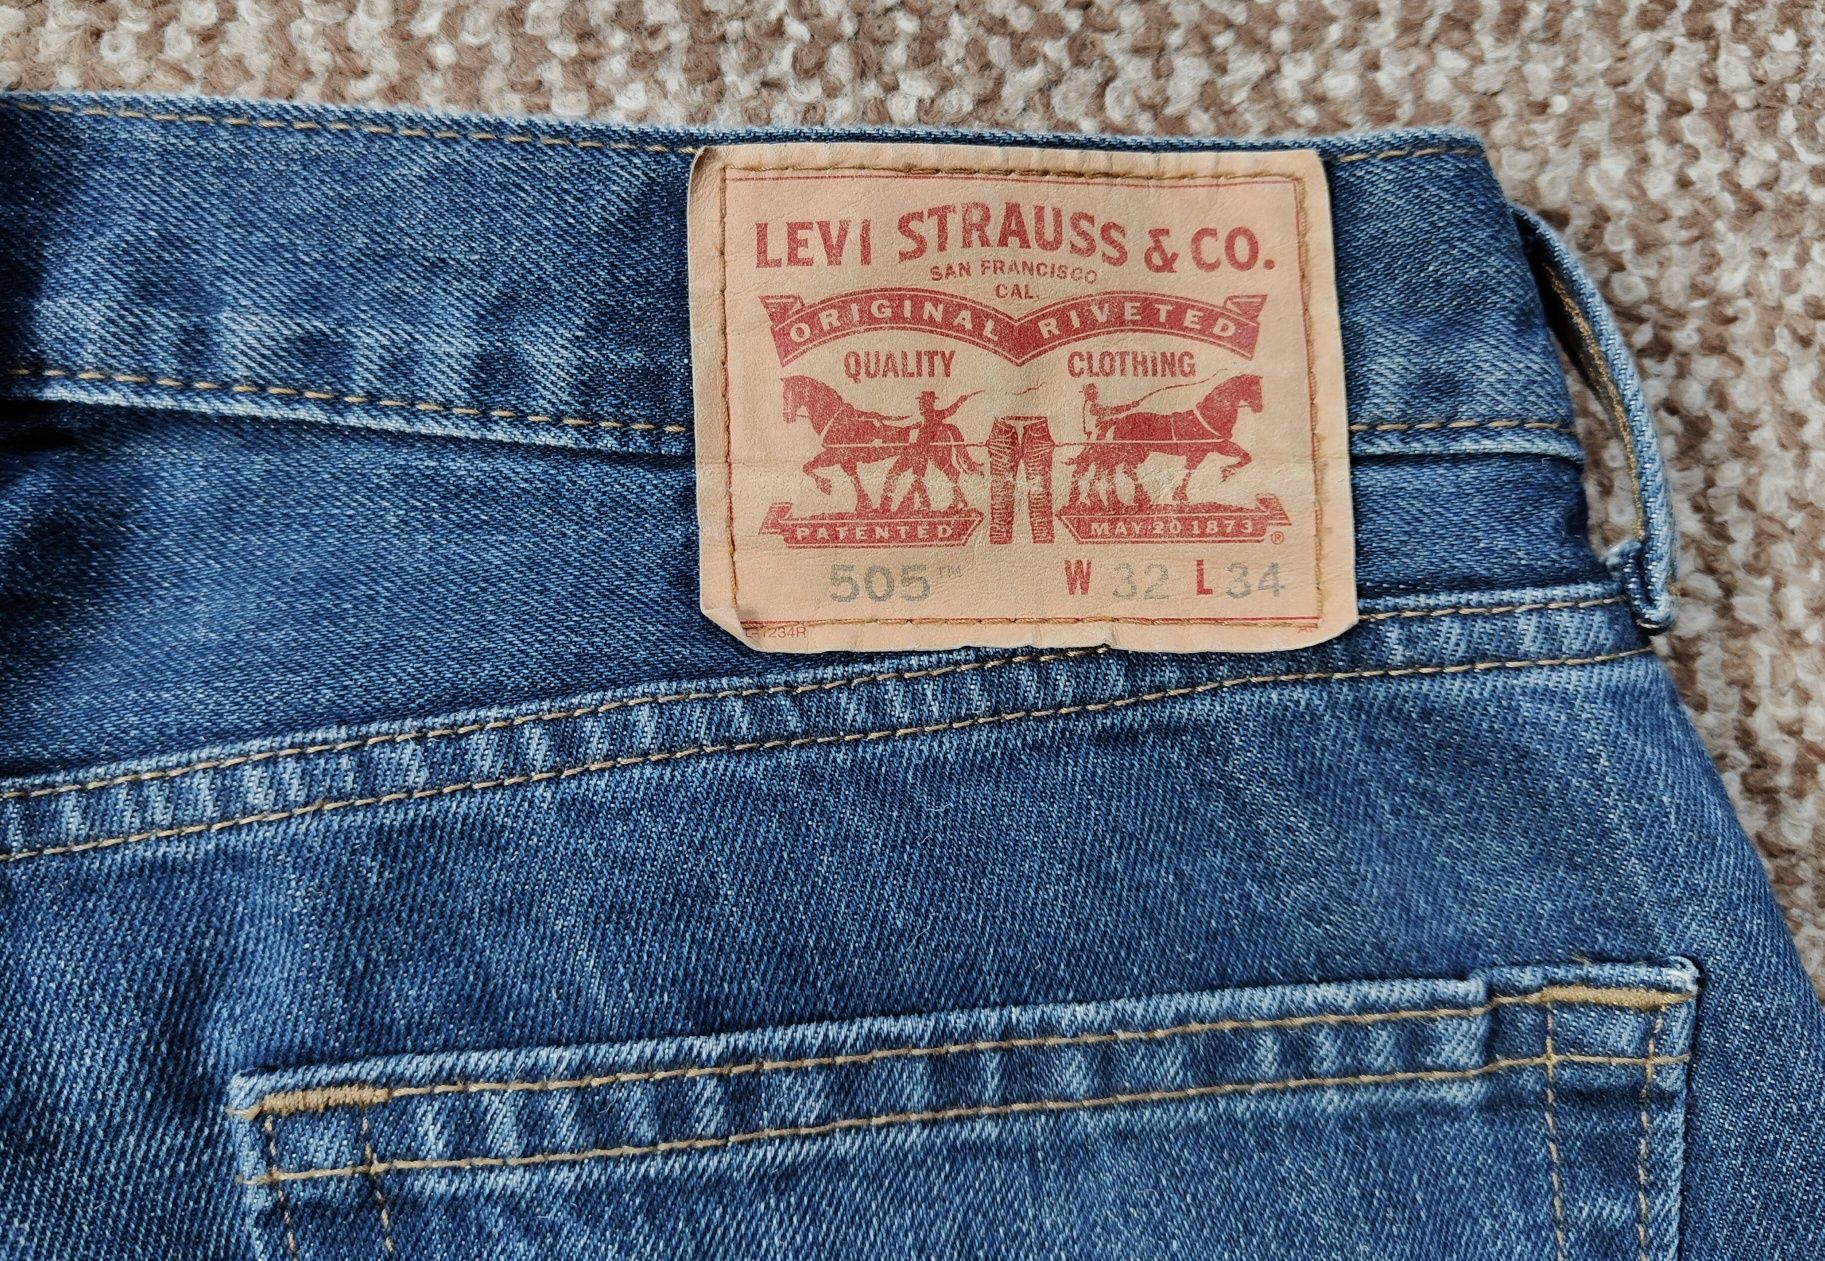 LEVI STRAUSS & CO.
SAN FRANCISCO
CAL.
ORIGINAL RIVETED
QUALITY CLOTHING
PATENTED MAY 20 1873 ®
505™ W 32 L 34